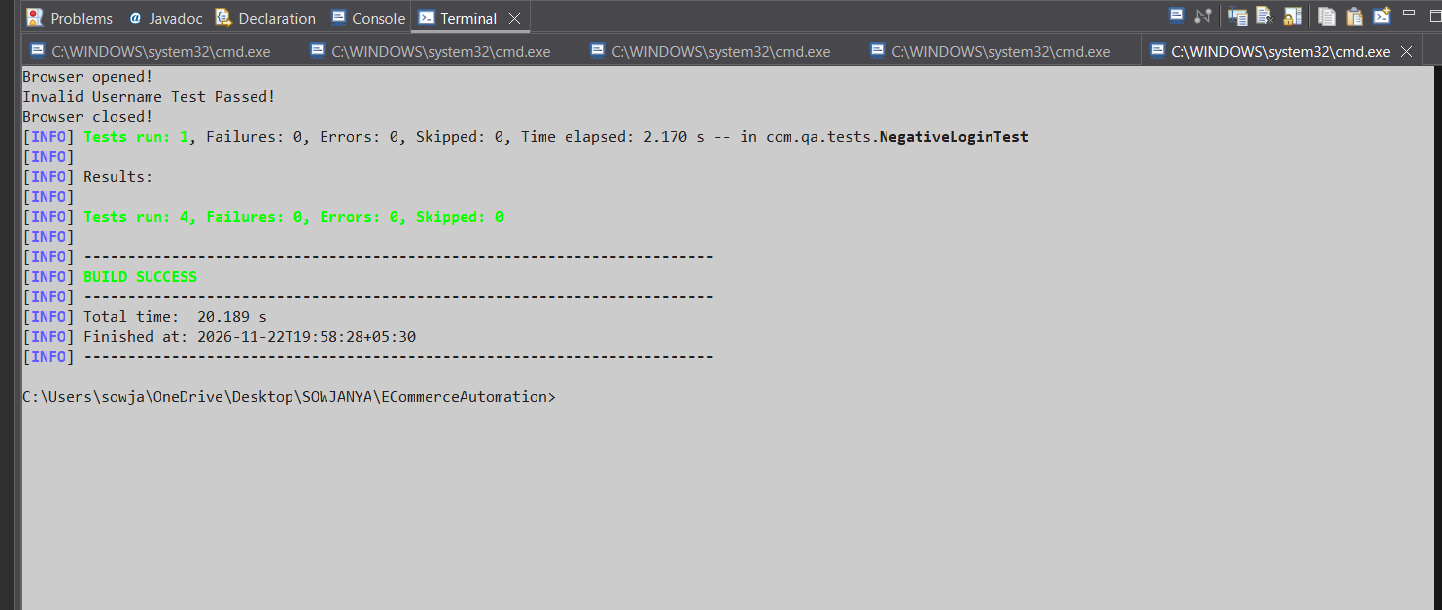 Problems @ Javadoc Declaration Console Terminal
C:\WINDOWS\system32\cmd.exe C:\WINDOWS\system32\cmd.exe C:\WINDOWS\system32\cmd.exe C:\WINDOWS\system32\cmd.exe C:\WINDOWS\system32\cmd.exe
Browser opened!
Invalid Username Test Passed!
Browser closed!
[INFO] Tests run: 1, Failures: 0, Errors: 0, Skipped: 0, Time elapsed: 2.170 s -- in com.qa.tests.NegativeLoginTest
[INFO]
[INFO] Results:
[INFO]
[INFO] Tests run: 4, Failures: 0, Errors: 0, Skipped: 0
[INFO]
[INFO] ------------------------------------------------------------------------
[INFO] BUILD SUCCESS
[INFO] ------------------------------------------------------------------------
[INFO] Total time:  20.189 s
[INFO] Finished at: 2026-11-22T19:58:28+05:30
[INFO] ------------------------------------------------------------------------
C:\Users\sowja\OneDrive\Desktop\SOWJANYA\ECommerceAutomation>